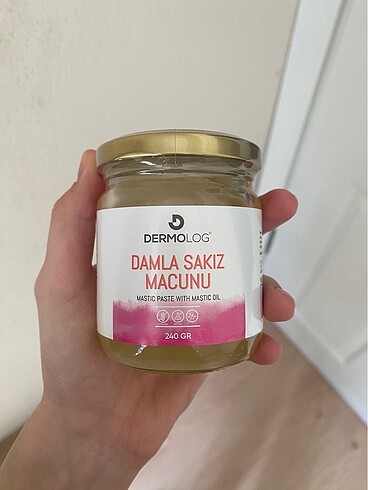 DERMOLOG
DAMLA SAKIZ
MACUNU
MASTIC PASTE WITH MASTIC OIL
240 GR